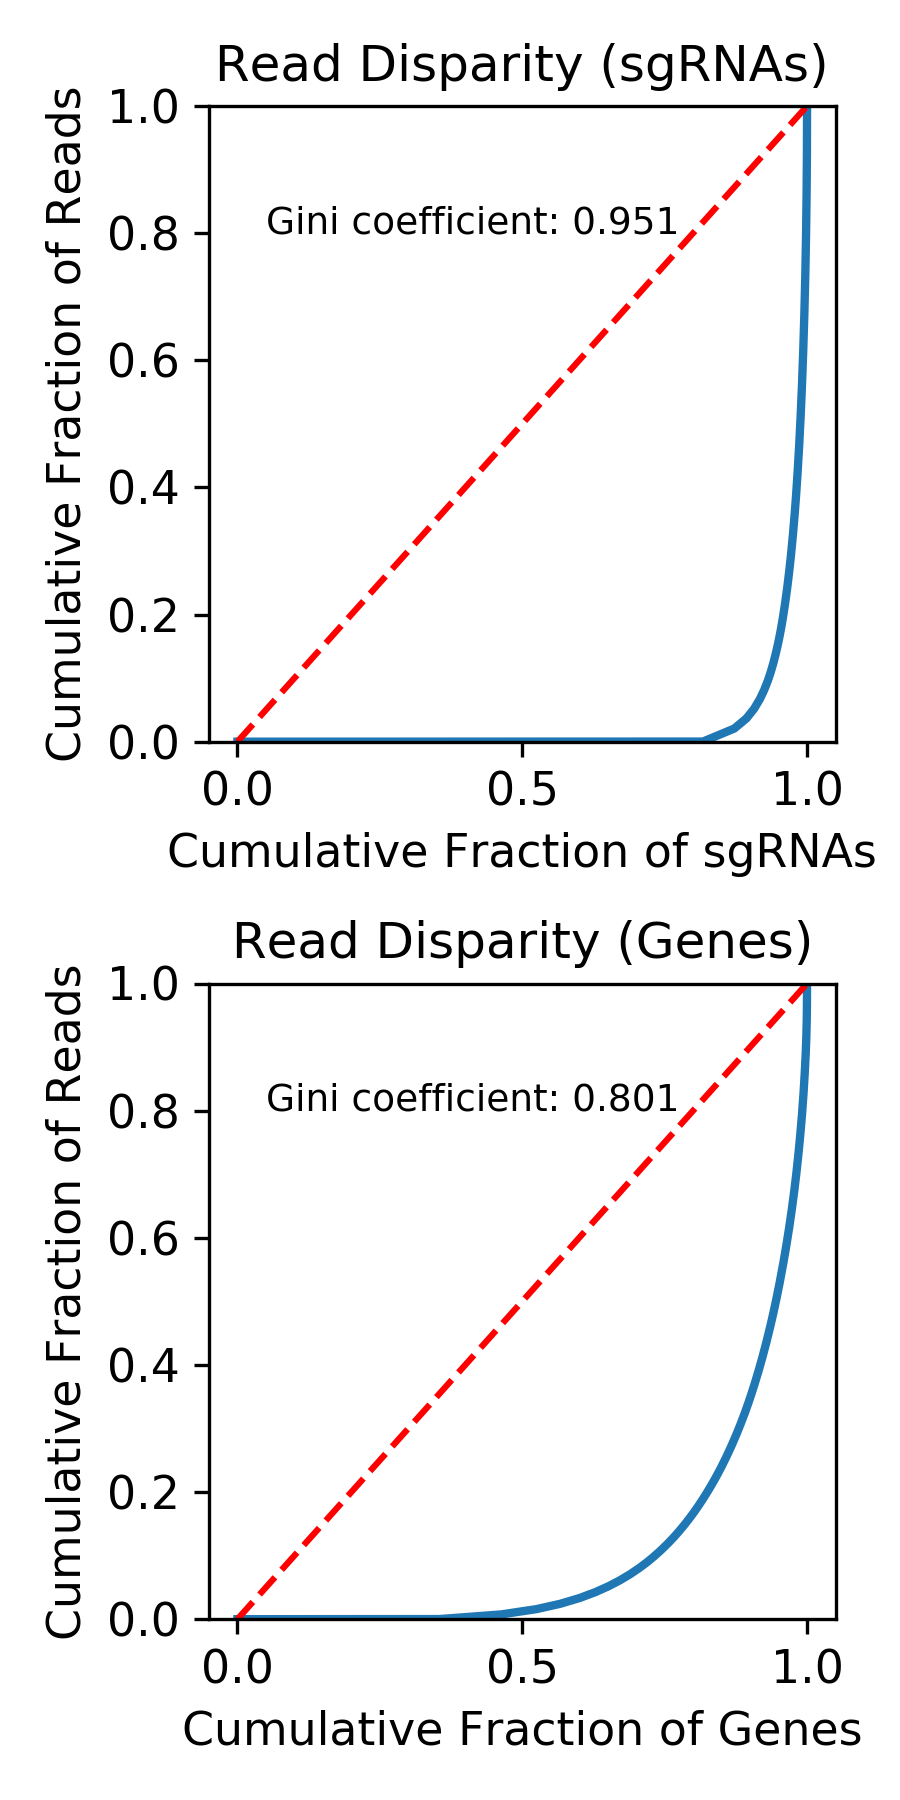 Read Disparity (sgRNAs)
Cumulative Fraction of Reads
1.0
0.8
0.6
0.4
0.2
0.0
Gini coefficient: 0.951
0.0 0.5 1.0
Cumulative Fraction of sgRNAs
Read Disparity (Genes)
Cumulative Fraction of Reads
1.0
0.8
0.6
0.4
0.2
0.0
Gini coefficient: 0.801
0.0 0.5 1.0
Cumulative Fraction of Genes